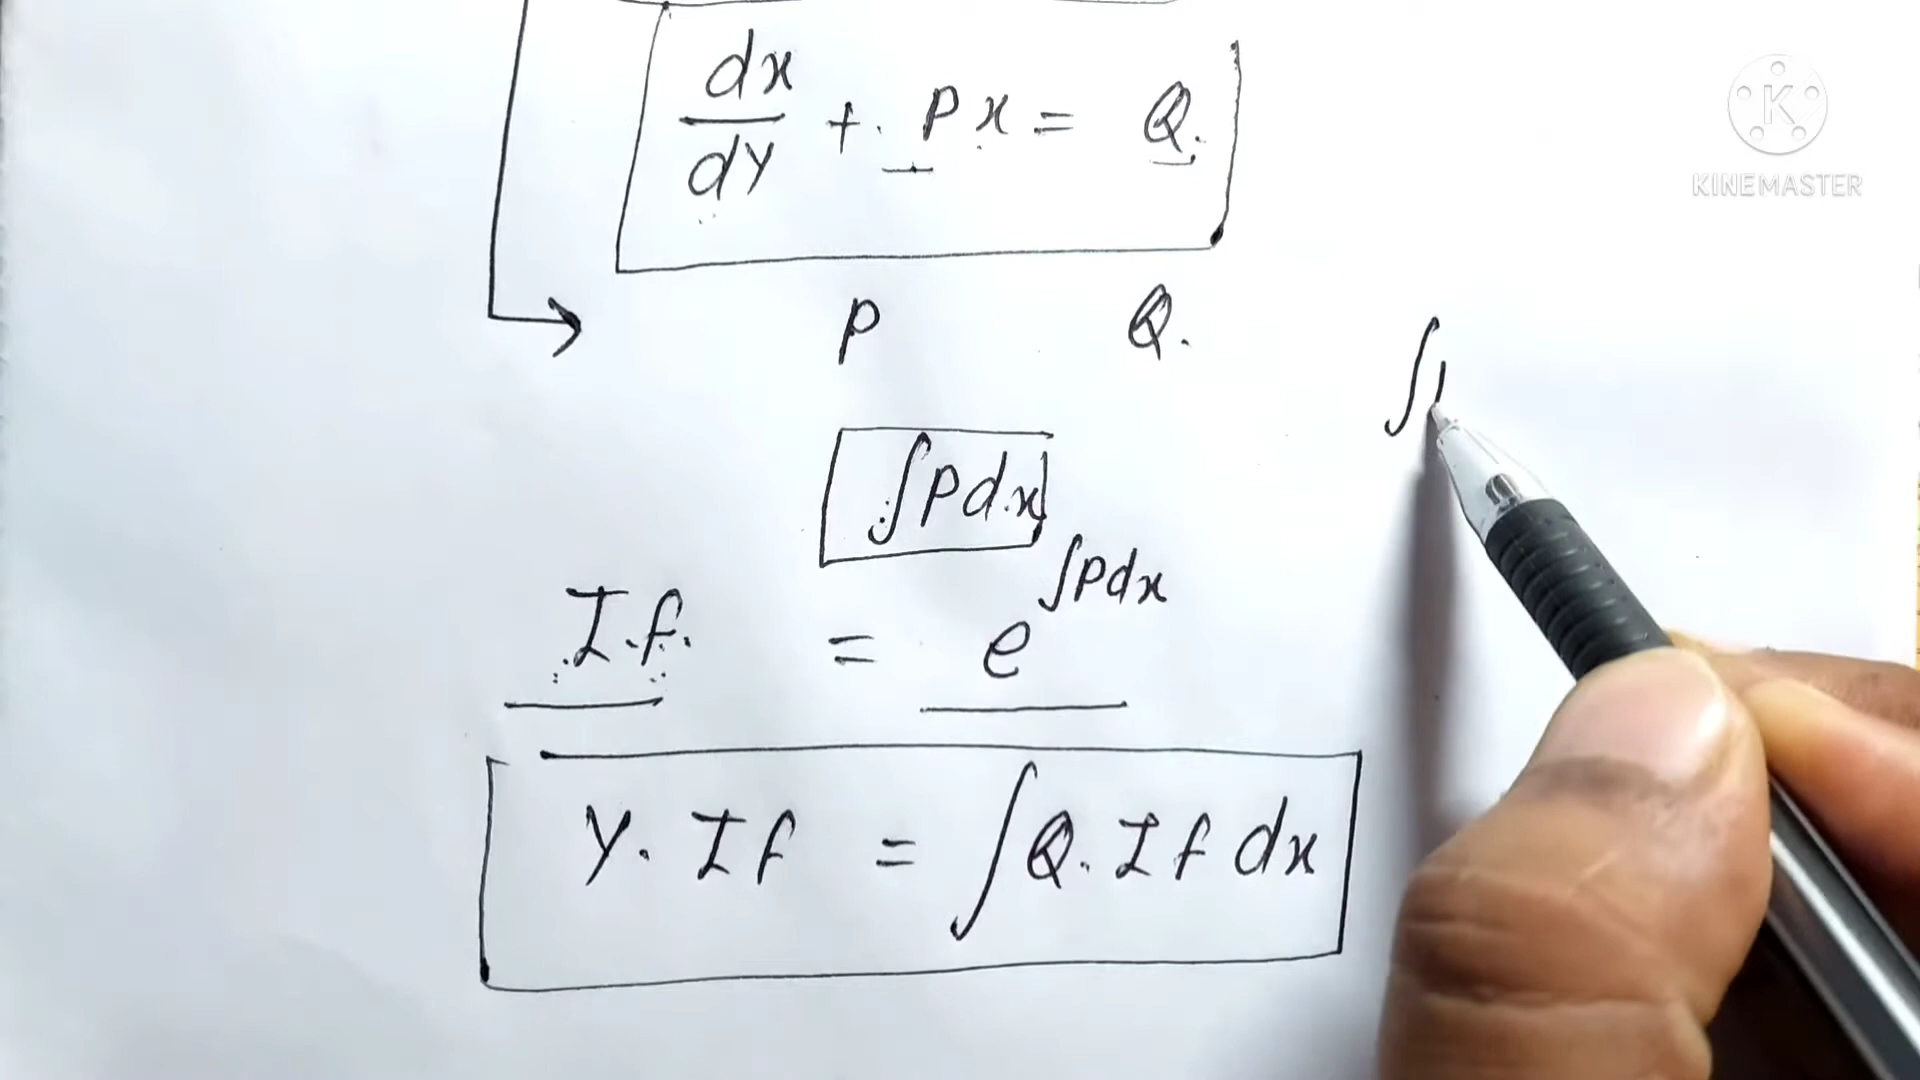 dx/dy + Px = Q.
P Q.
∫Pdx
I.f. = e^∫Pdx
Y. If = ∫Q. If dx
∫
K
KINEMASTER